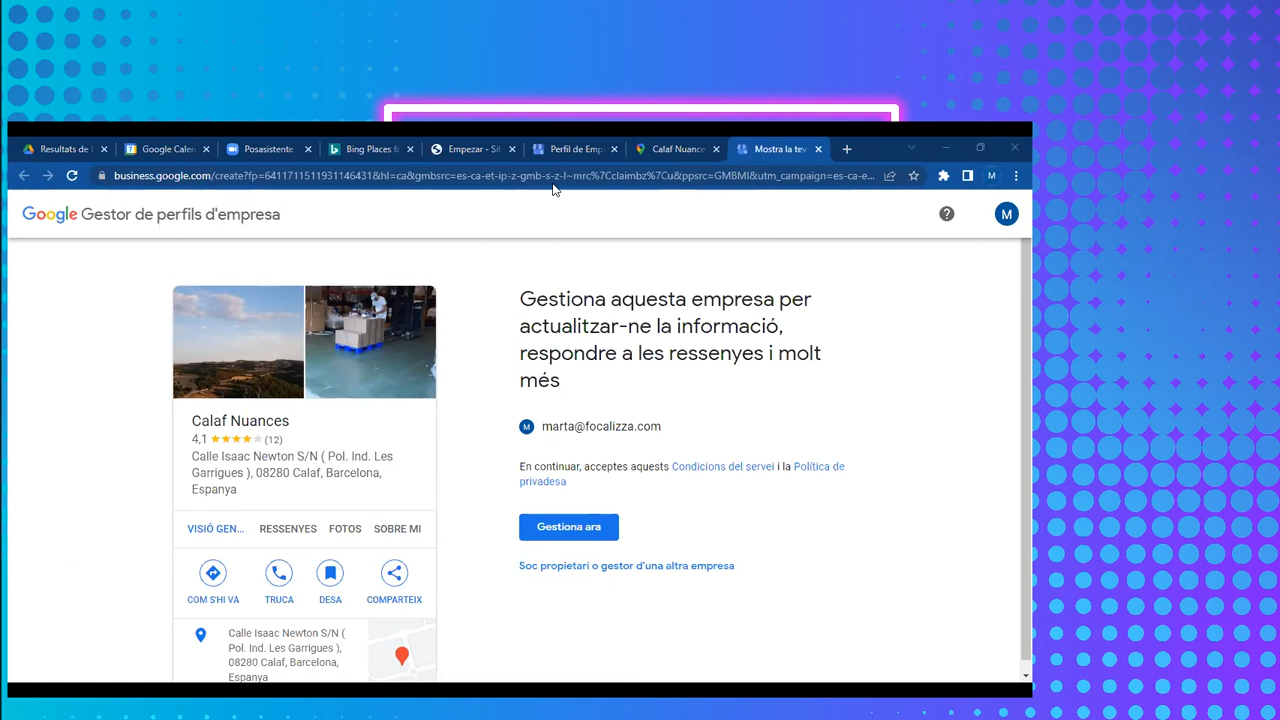 Resultats de l
Google Calen
Posasistente
Bing Places fo
Empezar - Sit
Perfil de Emp
Calaf Nuance
Mostra la tev
business.google.com/create?fp=6411711511931146431&hl=ca&gmbsrc=es-ca-et-ip-z-gmb-s-z-l~mrc%7Cclaimbz%7Cu&ppsrc=GMBMI&utm_campaign=es-ca-e...
M
Google Gestor de perfils d'empresa
M
Calaf Nuances
4,1 (12)
Calle Isaac Newton S/N ( Pol. Ind. Les
Garrigues ), 08280 Calaf, Barcelona,
Espanya
VISIÓ GEN... RESSENYES FOTOS SOBRE MI
COM S'HI VA TRUCA DESA COMPARTEIX
Calle Isaac Newton S/N (
Pol. Ind. Les Garrigues ),
08280 Calaf, Barcelona,
Espanya
Gestiona aquesta empresa per
actualitzar-ne la informació,
respondre a les ressenyes i molt
més
M marta@focalizza.com
En continuar, acceptes aquests Condicions del servei i la Política de
privadesa
Gestiona ara
Soc propietari o gestor d'una altra empresa